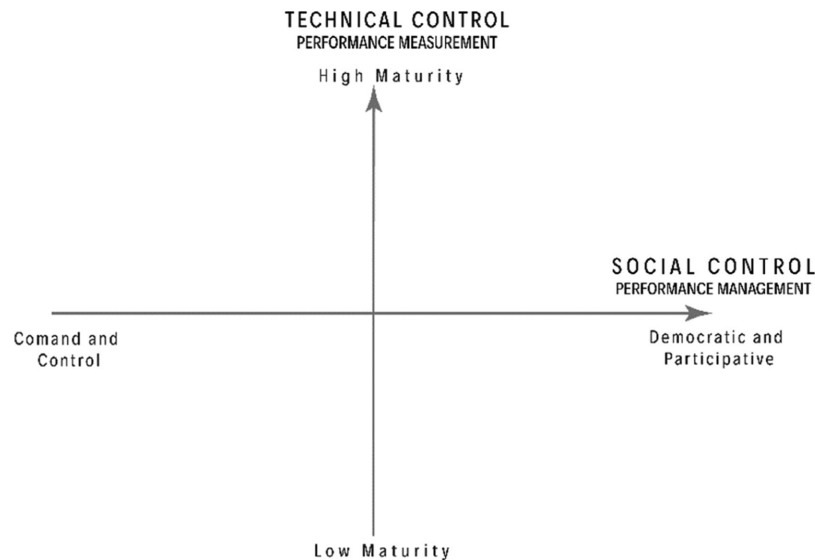 TECHNICAL CONTROL
PERFORMANCE MEASUREMENT
High Maturity
SOCIAL CONTROL
PERFORMANCE MANAGEMENT
Comand and
Control
Democratic and
Participative
Low Maturity